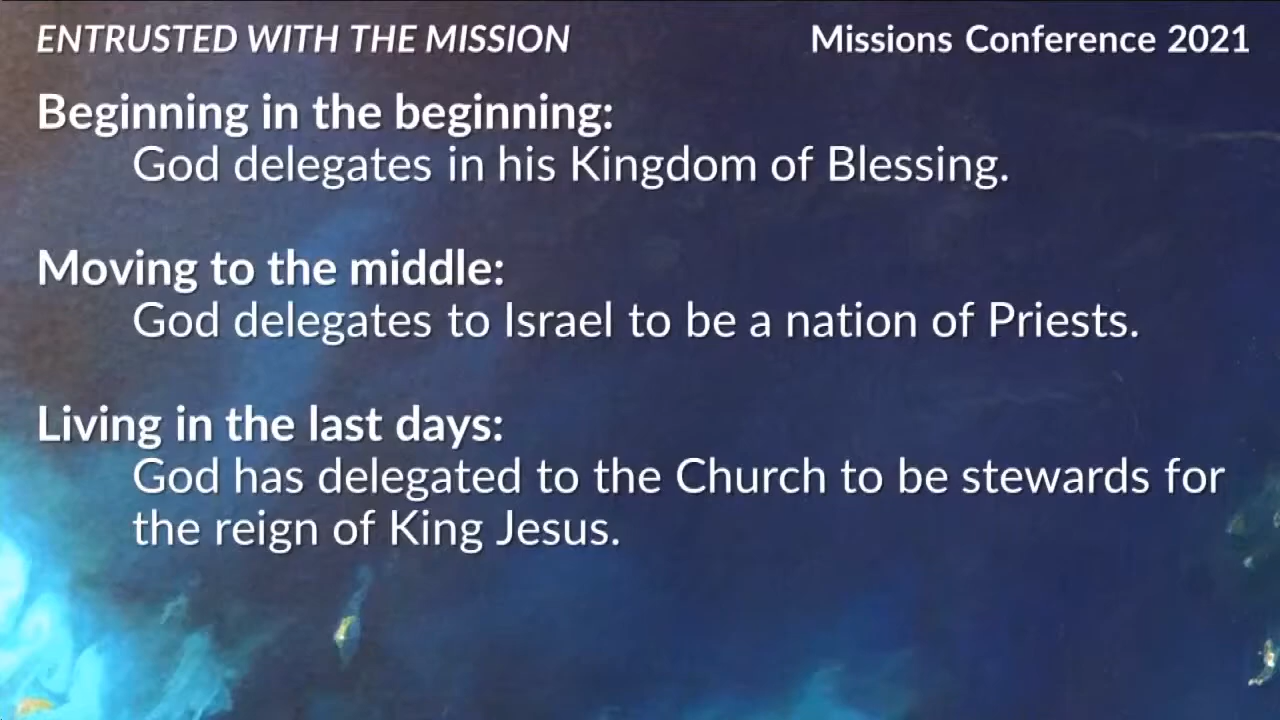 ENTRUSTED WITH THE MISSION
Missions Conference 2021
Beginning in the beginning:
God delegates in his Kingdom of Blessing.
Moving to the middle:
God delegates to Israel to be a nation of Priests.
Living in the last days:
God has delegated to the Church to be stewards for
the reign of King Jesus.